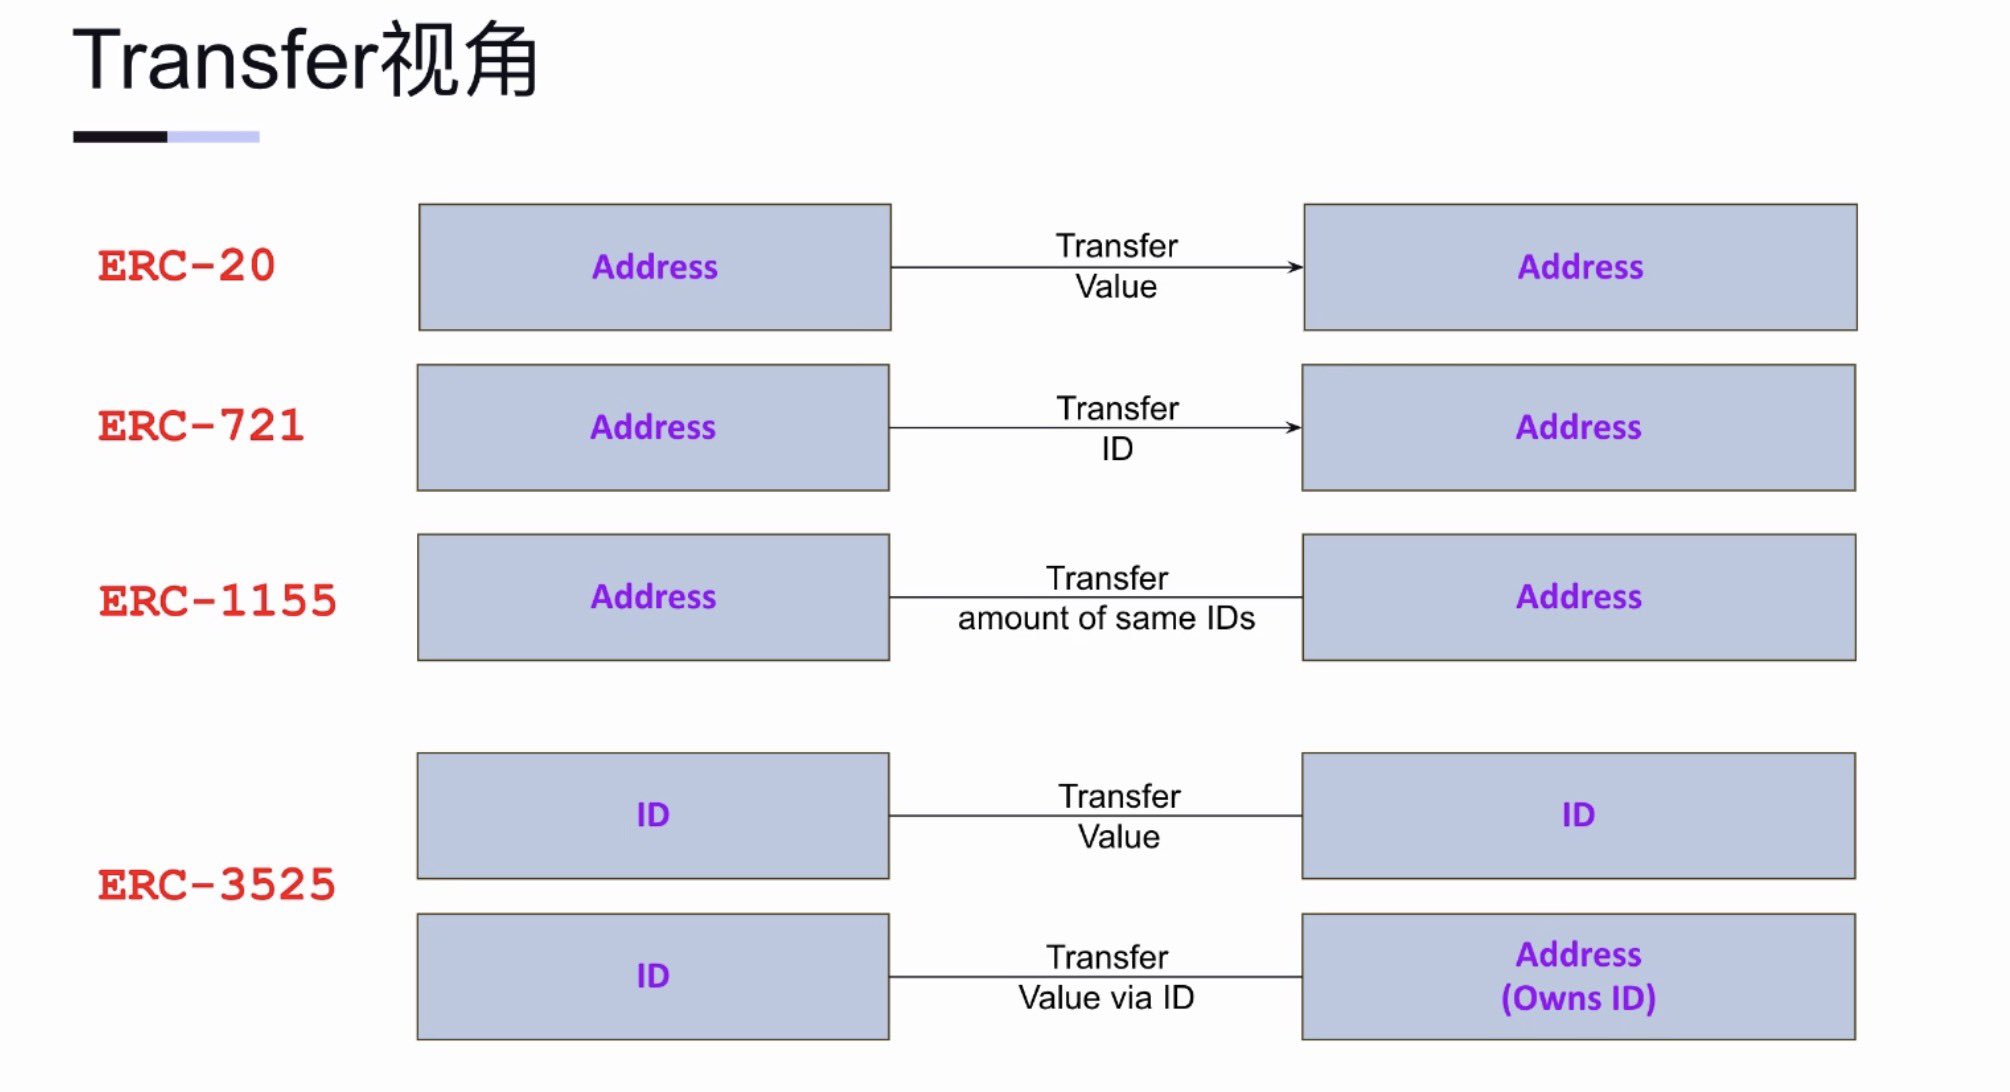 Transfer视角
ERC-20
Address
Transfer
Value
Address
ERC-721
Address
Transfer
ID
Address
ERC-1155
Address
Transfer
amount of same IDs
Address
ERC-3525
ID
Transfer
Value
ID
ID
Transfer
Value via ID
Address
(Owns ID)